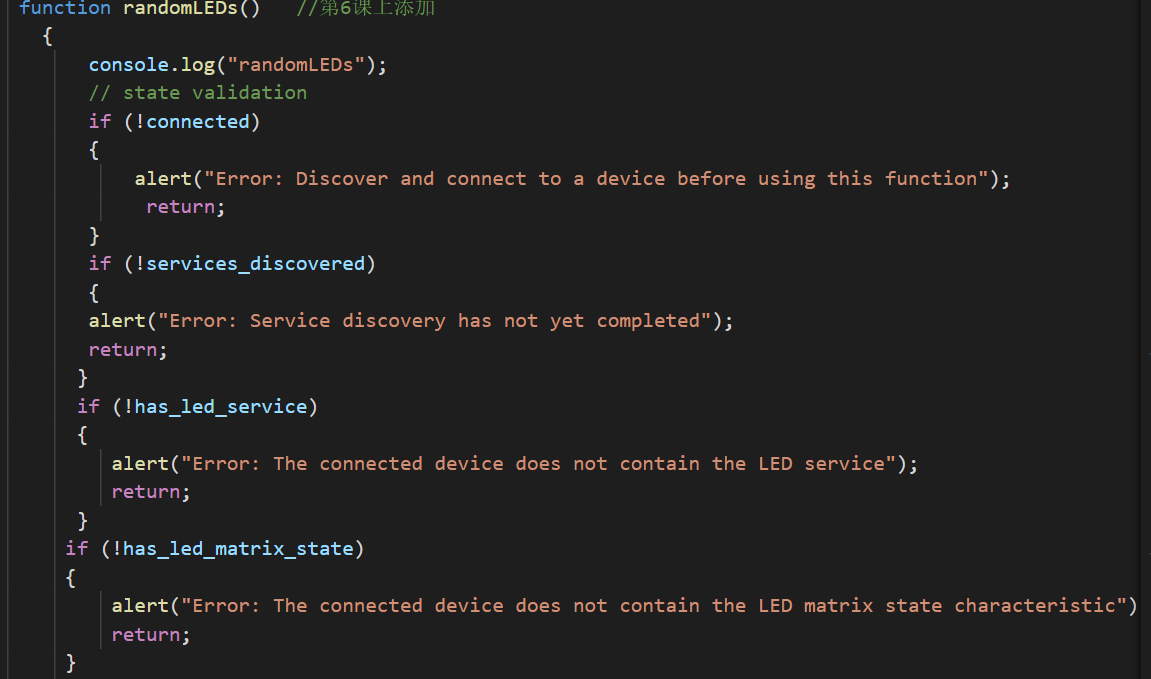 function randomLEDs()   //第6课上添加
{
console.log("randomLEDs");
// state validation
if (!connected)
{
alert("Error: Discover and connect to a device before using this function");
return;
}
if (!services_discovered)
{
alert("Error: Service discovery has not yet completed");
return;
}
if (!has_led_service)
{
alert("Error: The connected device does not contain the LED service");
return;
}
if (!has_led_matrix_state)
{
alert("Error: The connected device does not contain the LED matrix state characteristic")
return;
}